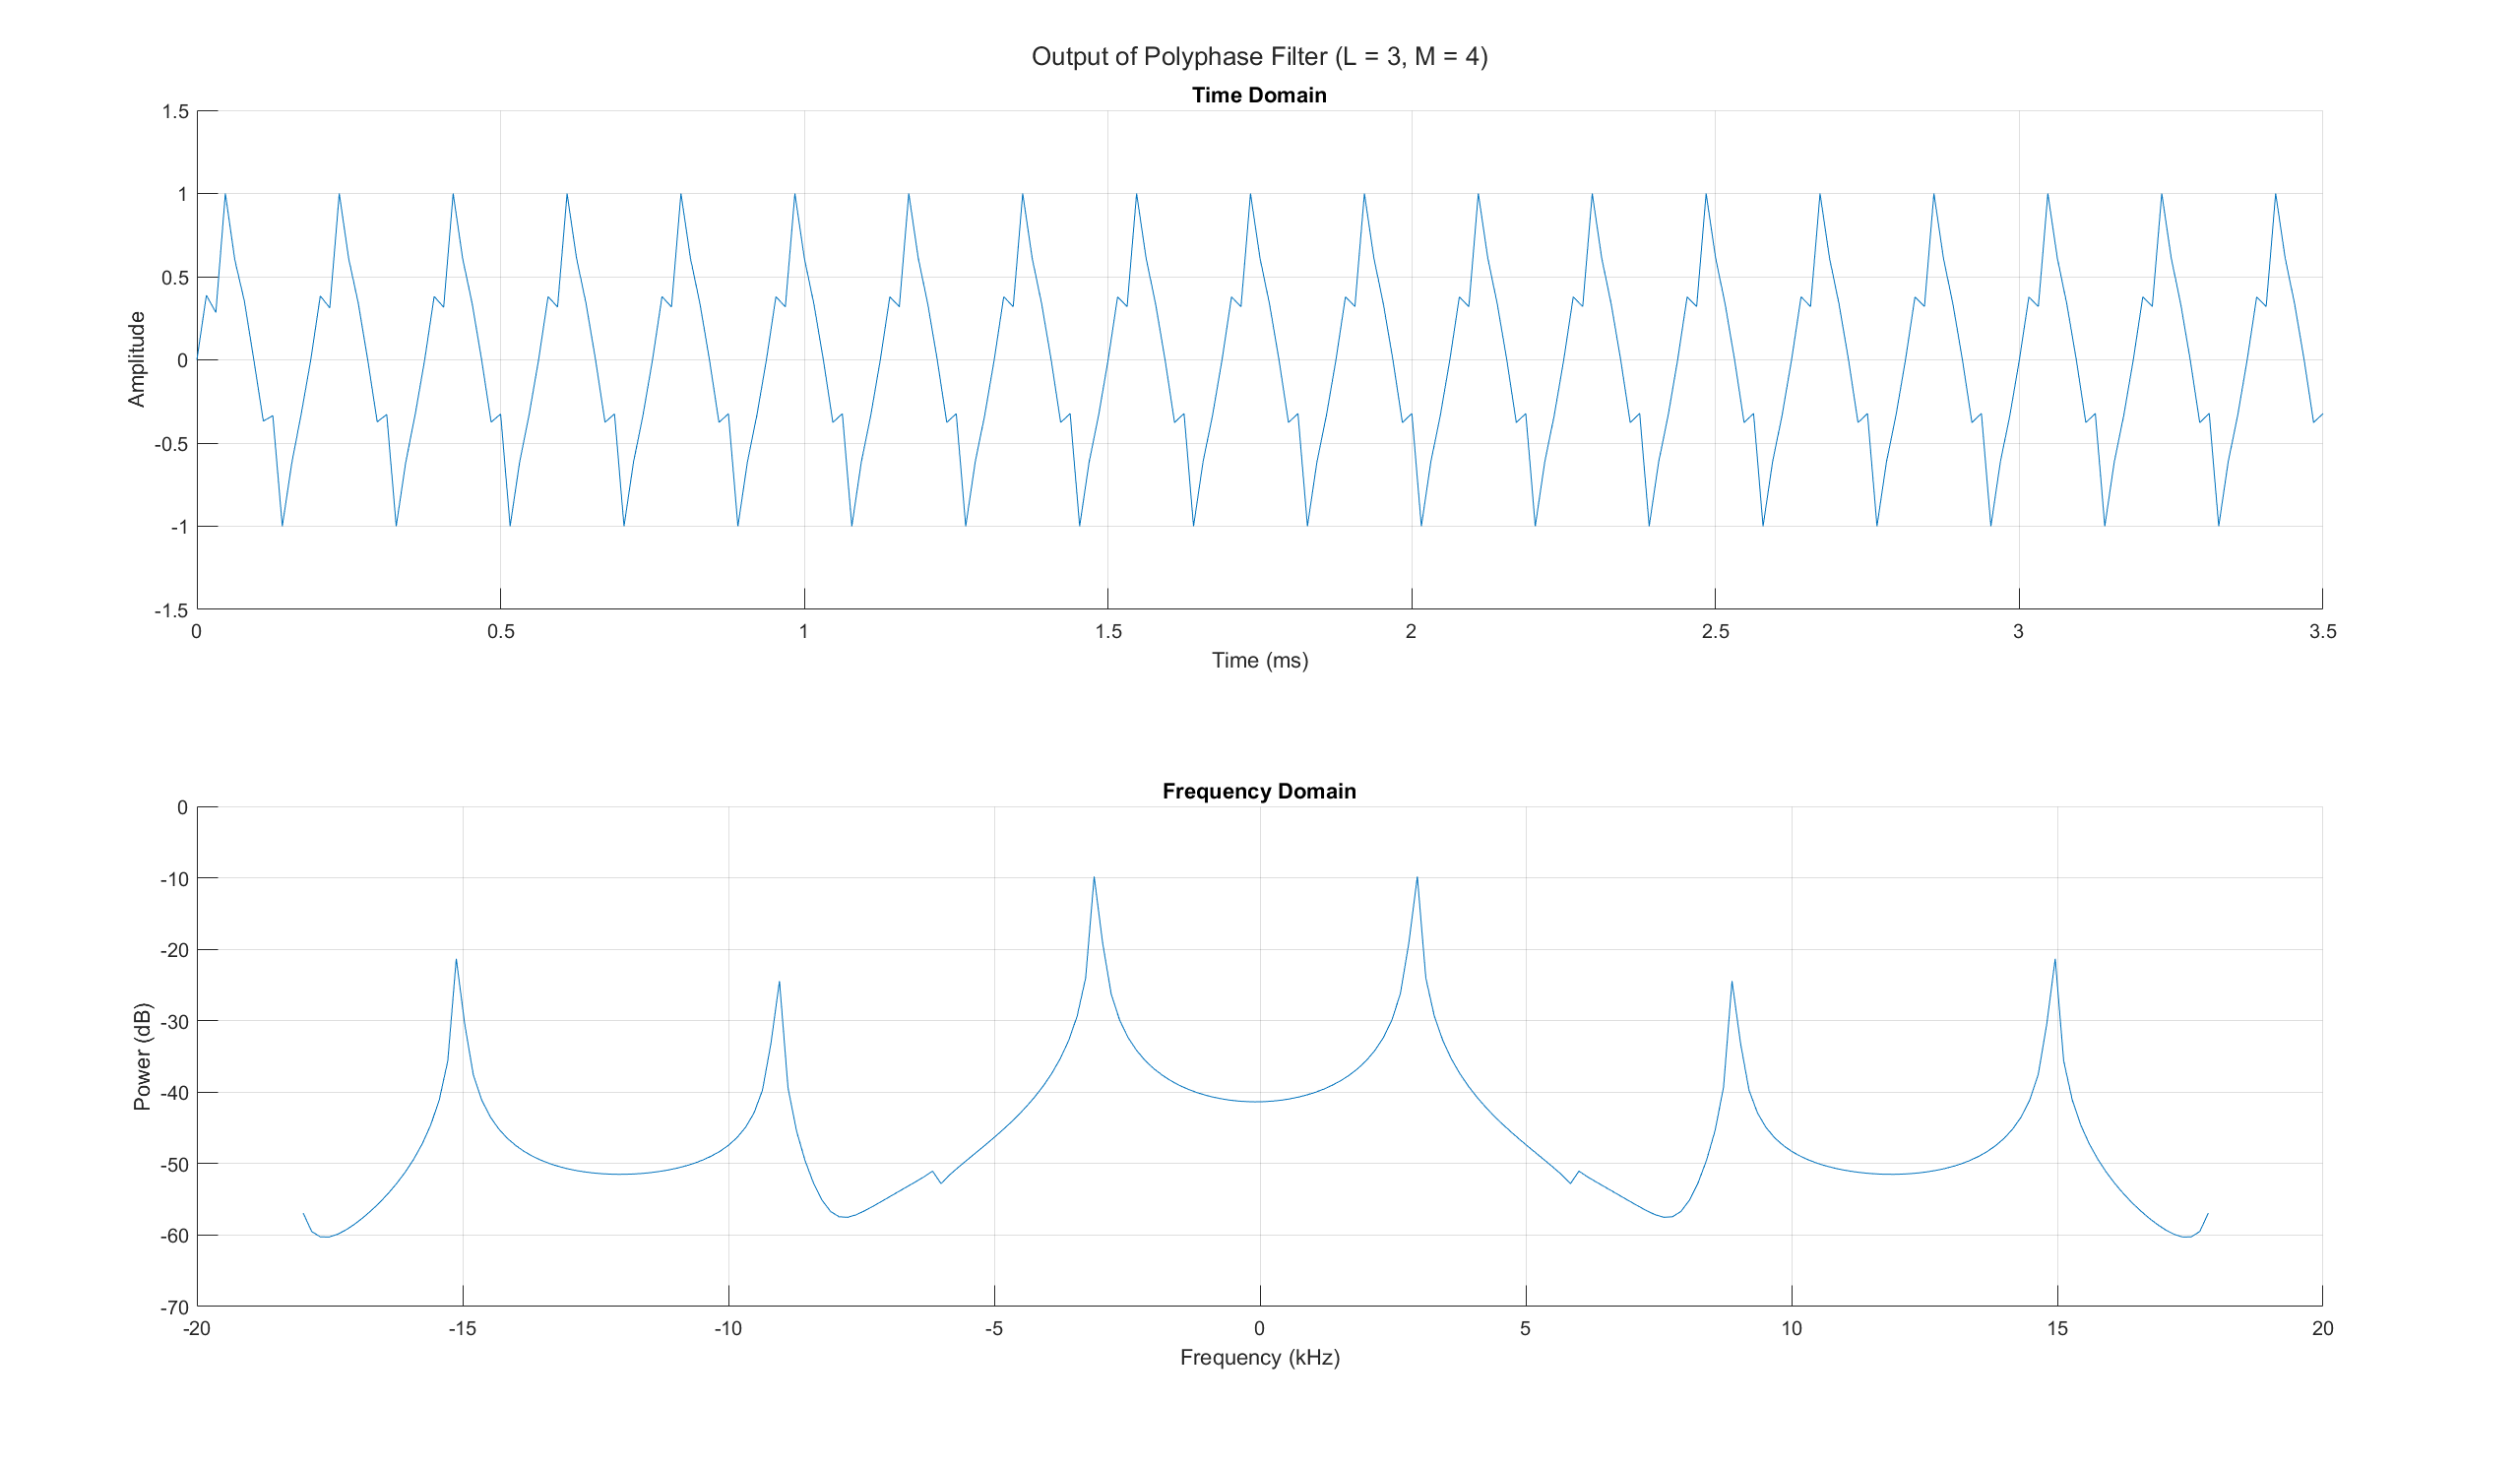 Output of Polyphase Filter (L = 3, M = 4)
Time Domain
1.5
1
0.5
0
-0.5
-1
-1.5
Amplitude
0 0.5 1 1.5 2 2.5 3 3.5
Time (ms)
Frequency Domain
0
-10
-20
-30
-40
-50
-60
-70
Power (dB)
-20 -15 -10 -5 0 5 10 15 20
Frequency (kHz)